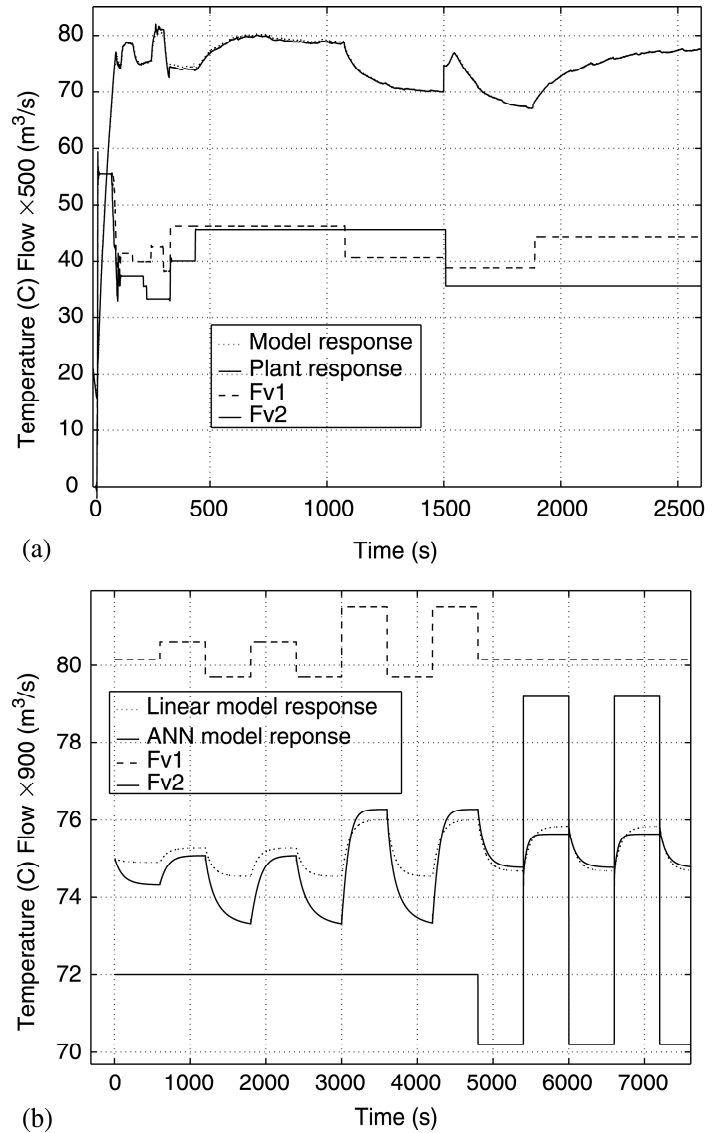 80
70
60
50
40
30
20
10
0
Temperature (C) Flow ×500 (m³/s)
Model response
Plant response
Fv1
Fv2
0 500 1000 1500 2000 2500
(a) Time (s)
80
78
76
74
72
70
Temperature (C) Flow ×900 (m³/s)
Linear model response
ANN model reponse
Fv1
Fv2
0 1000 2000 3000 4000 5000 6000 7000
(b) Time (s)